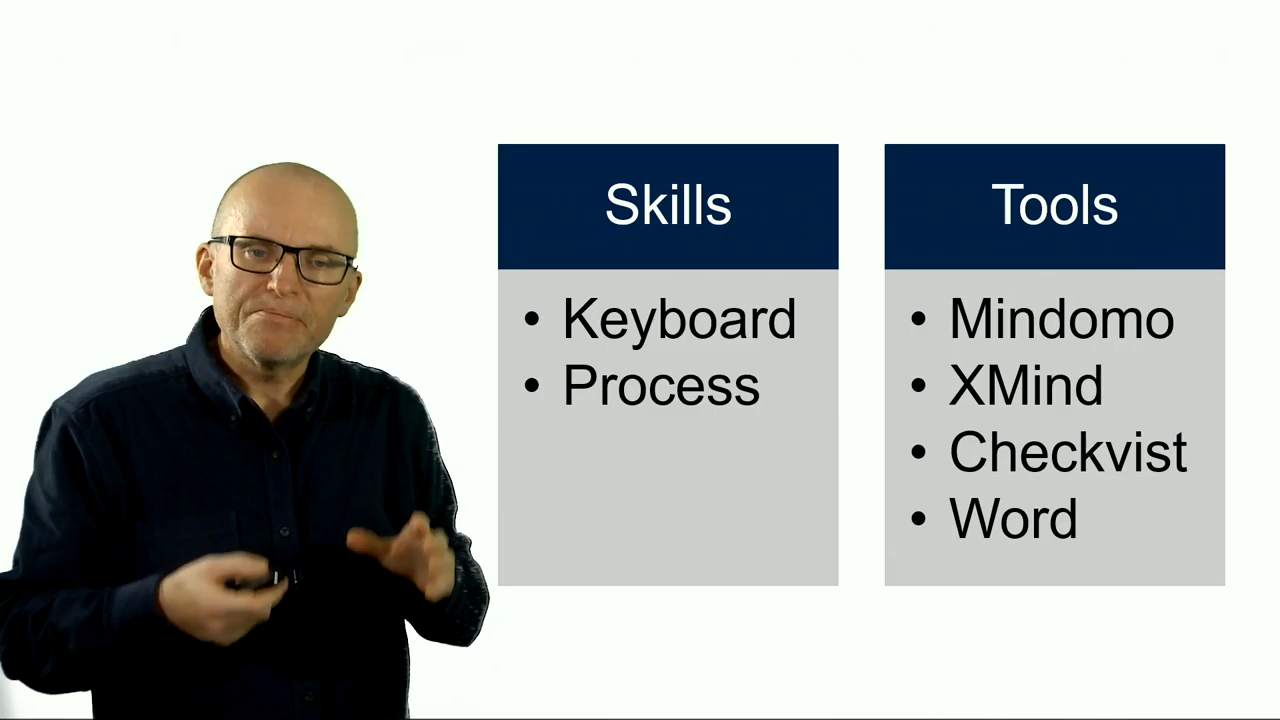 Skills
• Keyboard
• Process
Tools
• Mindomo
• XMind
• Checkvist
• Word